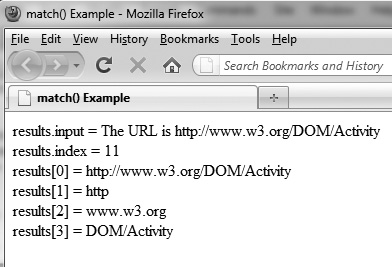 match() Example - Mozilla Firefox
File Edit View History Bookmarks Tools Help
Search Bookmarks and History
match() Example
results.input = The URL is http://www.w3.org/DOM/Activity
results.index = 11
results[0] = http://www.w3.org/DOM/Activity
results[1] = http
results[2] = www.w3.org
results[3] = DOM/Activity